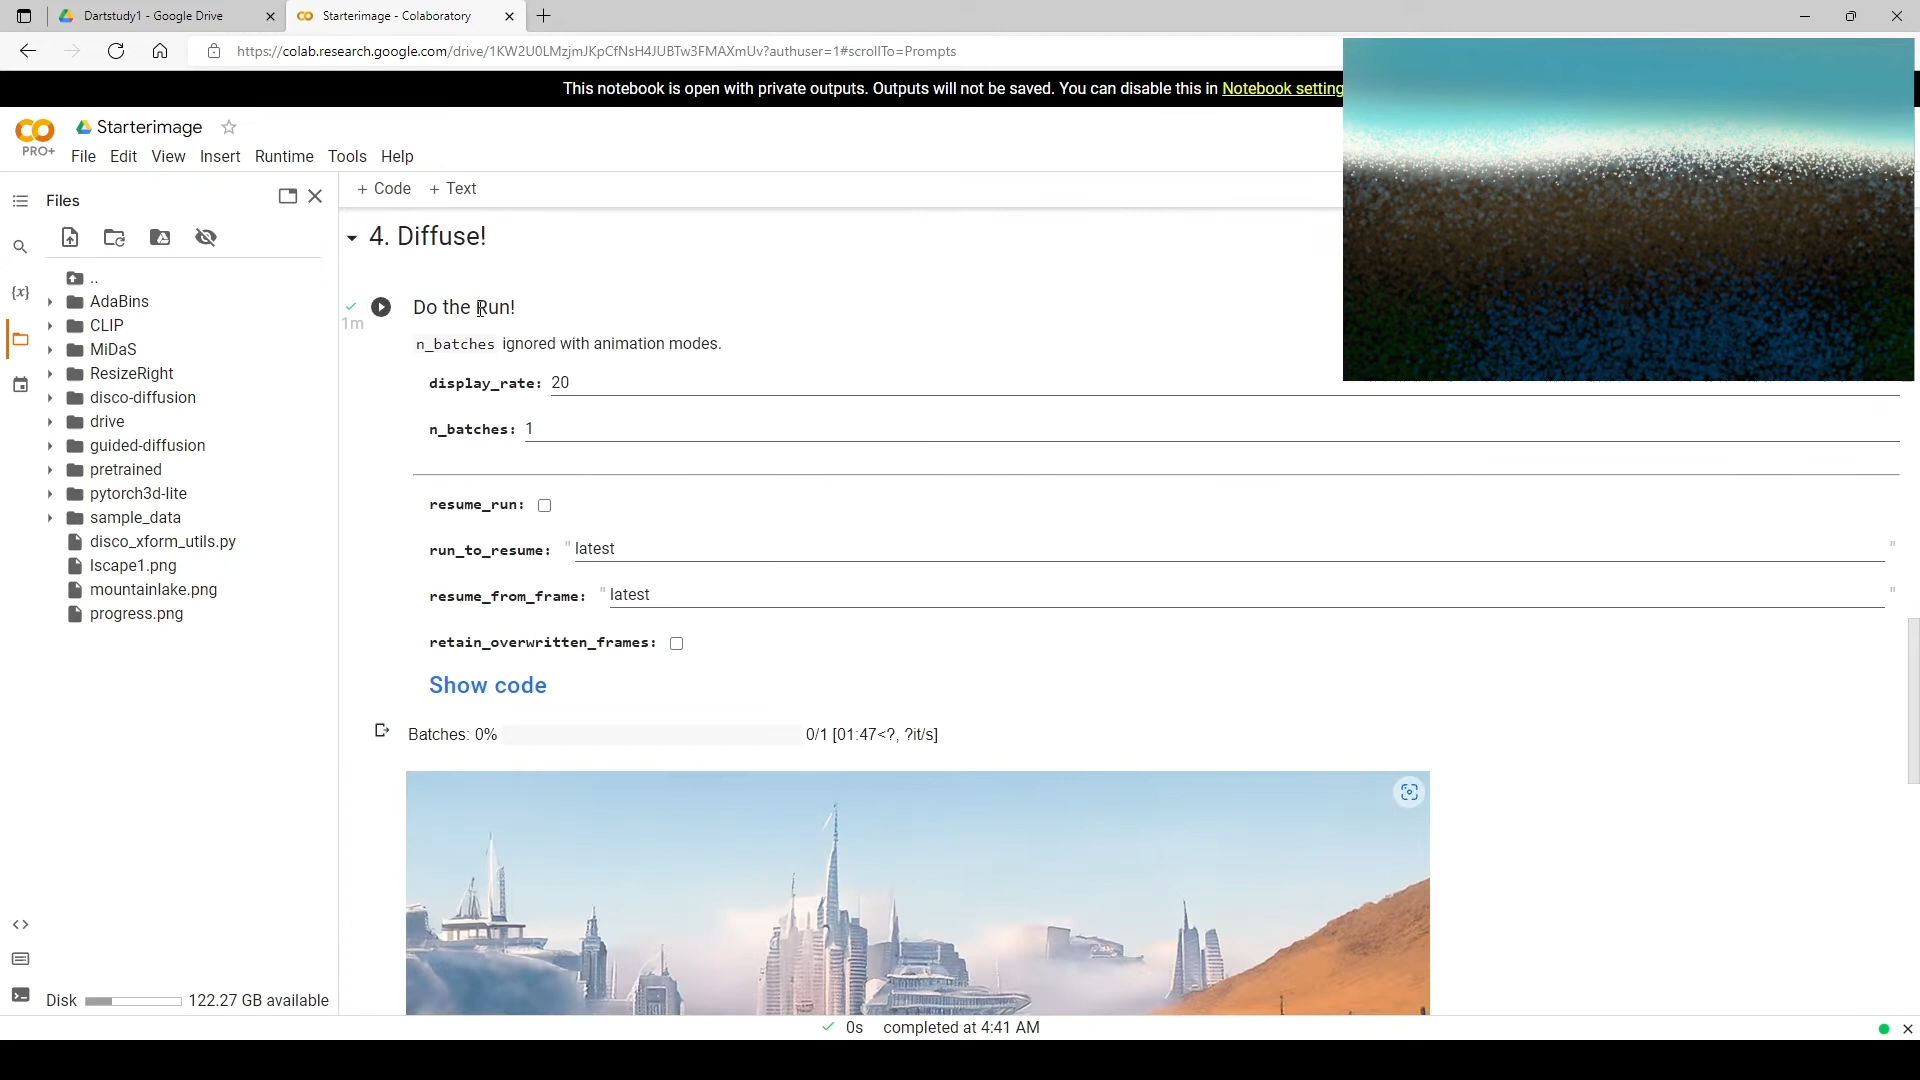 Dartstudy1 - Google Drive
Starterimage - Colaboratory
https://colab.research.google.com/drive/1KW2U0LMzjmJKpCfNsH4JUBTw3FMAXmUv?authuser=1#scrollTo=Prompts
This notebook is open with private outputs. Outputs will not be saved. You can disable this in Notebook setting
PRO+
Starterimage
File Edit View Insert Runtime Tools Help
Files
+ Code + Text
..
AdaBins
CLIP
MiDaS
ResizeRight
disco-diffusion
drive
guided-diffusion
pretrained
pytorch3d-lite
sample_data
disco_xform_utils.py
lscape1.png
mountainlake.png
progress.png
Disk 122.27 GB available
4. Diffuse!
1m
Do the Run!
n_batches ignored with animation modes.
display_rate: 20
n_batches: 1
resume_run:
run_to_resume: "latest"
resume_from_frame: "latest"
retain_overwritten_frames:
Show code
Batches: 0% 0/1 [01:47<?, ?it/s]
0s completed at 4:41 AM